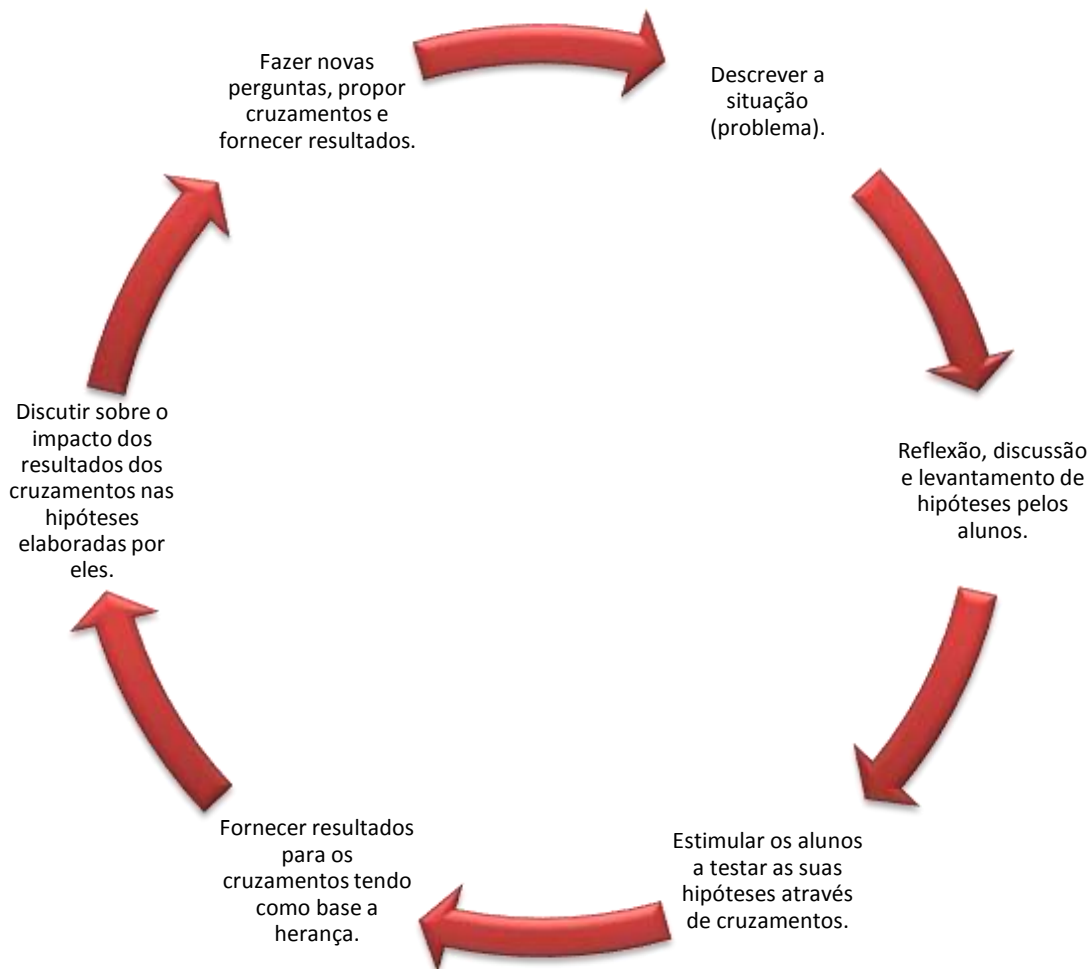 Fazer novas
perguntas, propor
cruzamentos e
fornecer resultados.
Descrever a
situação
(problema).
Reflexão, discussão
e levantamento de
hipóteses pelos
alunos.
Estimular os alunos
a testar as suas
hipóteses através
de cruzamentos.
Fornecer resultados
para os
cruzamentos tendo
como base a
herança.
Discutir sobre o
impacto dos
resultados dos
cruzamentos nas
hipóteses
elaboradas por
eles.